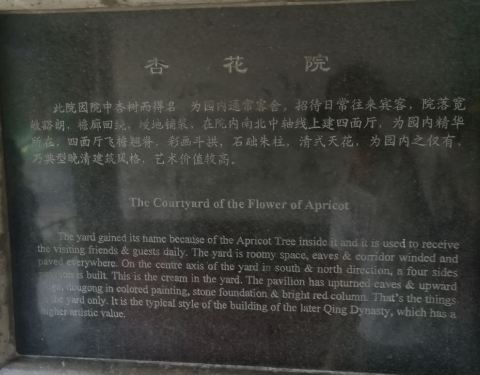 杏 花 院
此院因院中杏树而得名 为园内通常客舍，招待日常往来宾客，院落宽
敞豁朗，檐廊回绕，墁地铺装，在院内南北中轴线上建四面厅，为园内精华
所在，四面厅飞檐翘脊，彩画斗拱，石础朱柱，清式天花，为园内之仅有，
乃典型晚清建筑风格，艺术价值较高。
The Courtyard of the Flower of Apricot
The yard gained its name because of the Apricot Tree inside it and it is used to receive
the visiting friends & guests daily. The yard is roomy space, eaves & corridor winded and
paved everywhere. On the centre axis of the yard in south & north direction, a four sides
is built. This is the cream in the yard. The pavilion has upturned eaves & upward
dougong in colored painting, stone foundation & bright red column. That's the things
the yard only. It is the typical style of the building of the later Qing Dynasty, which has a
higher artistic value.